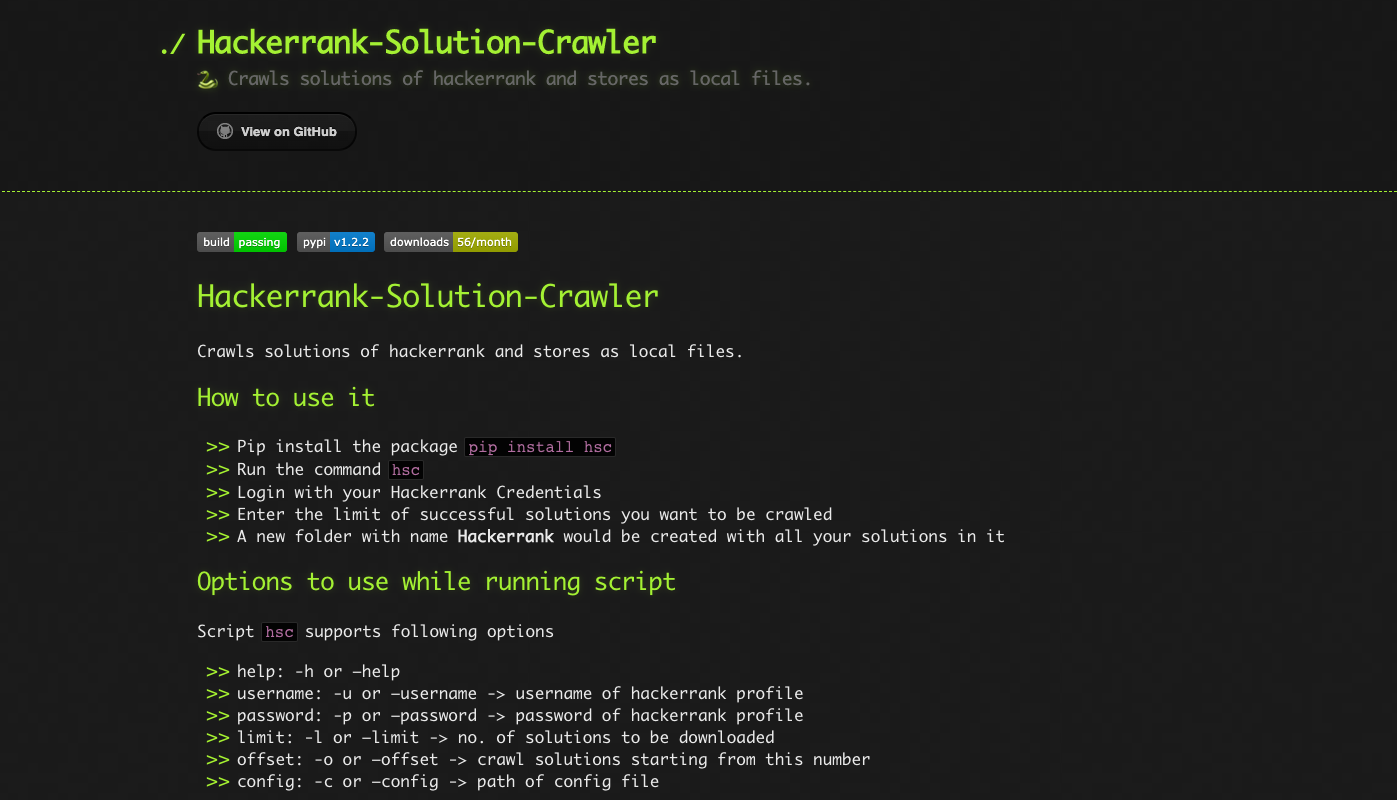 ./ Hackerrank-Solution-Crawler
🐍 Crawls solutions of hackerrank and stores as local files.
View on GitHub
build passing pypi v1.2.2 downloads 56/month
Hackerrank-Solution-Crawler
Crawls solutions of hackerrank and stores as local files.
How to use it
>> Pip install the package pip install hsc
>> Run the command hsc
>> Login with your Hackerrank Credentials
>> Enter the limit of successful solutions you want to be crawled
>> A new folder with name Hackerrank would be created with all your solutions in it
Options to use while running script
Script hsc supports following options
>> help: -h or –help
>> username: -u or –username -> username of hackerrank profile
>> password: -p or –password -> password of hackerrank profile
>> limit: -l or –limit -> no. of solutions to be downloaded
>> offset: -o or –offset -> crawl solutions starting from this number
>> config: -c or –config -> path of config file